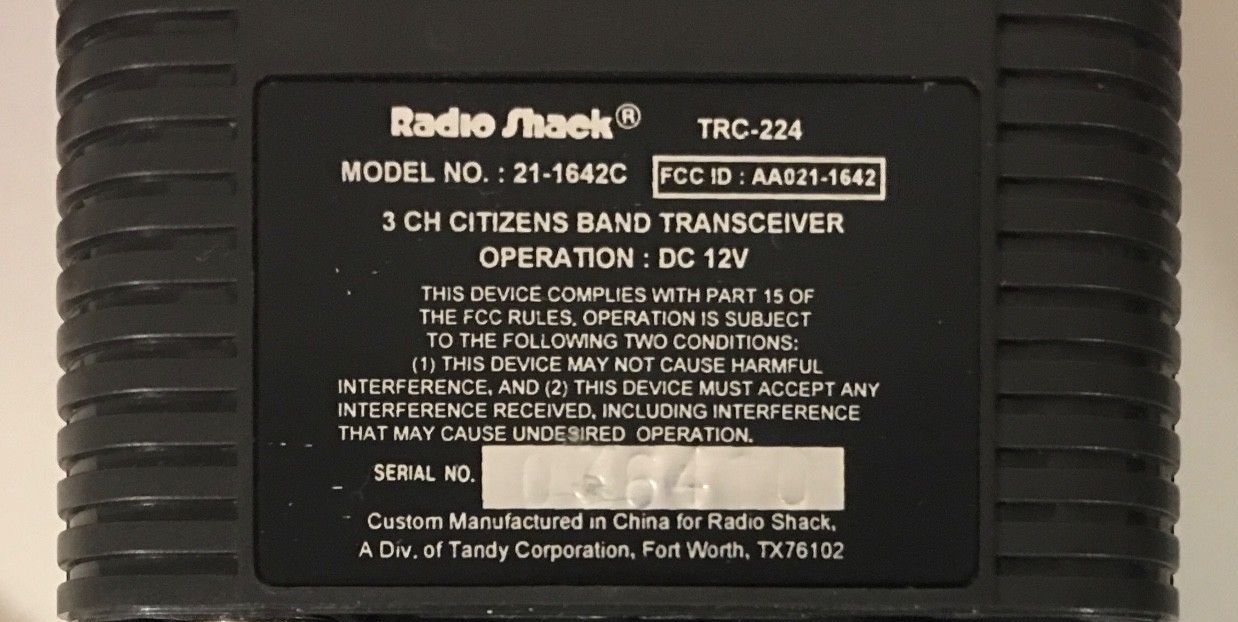 Radio Shack® TRC-224
MODEL NO. : 21-1642C FCC ID : AA021-1642
3 CH CITIZENS BAND TRANSCEIVER
OPERATION : DC 12V
THIS DEVICE COMPLIES WITH PART 15 OF
THE FCC RULES. OPERATION IS SUBJECT
TO THE FOLLOWING TWO CONDITIONS:
(1) THIS DEVICE MAY NOT CAUSE HARMFUL
INTERFERENCE, AND (2) THIS DEVICE MUST ACCEPT ANY
INTERFERENCE RECEIVED, INCLUDING INTERFERENCE
THAT MAY CAUSE UNDESIRED OPERATION.
SERIAL NO.
Custom Manufactured in China for Radio Shack,
A Div. of Tandy Corporation, Fort Worth, TX76102